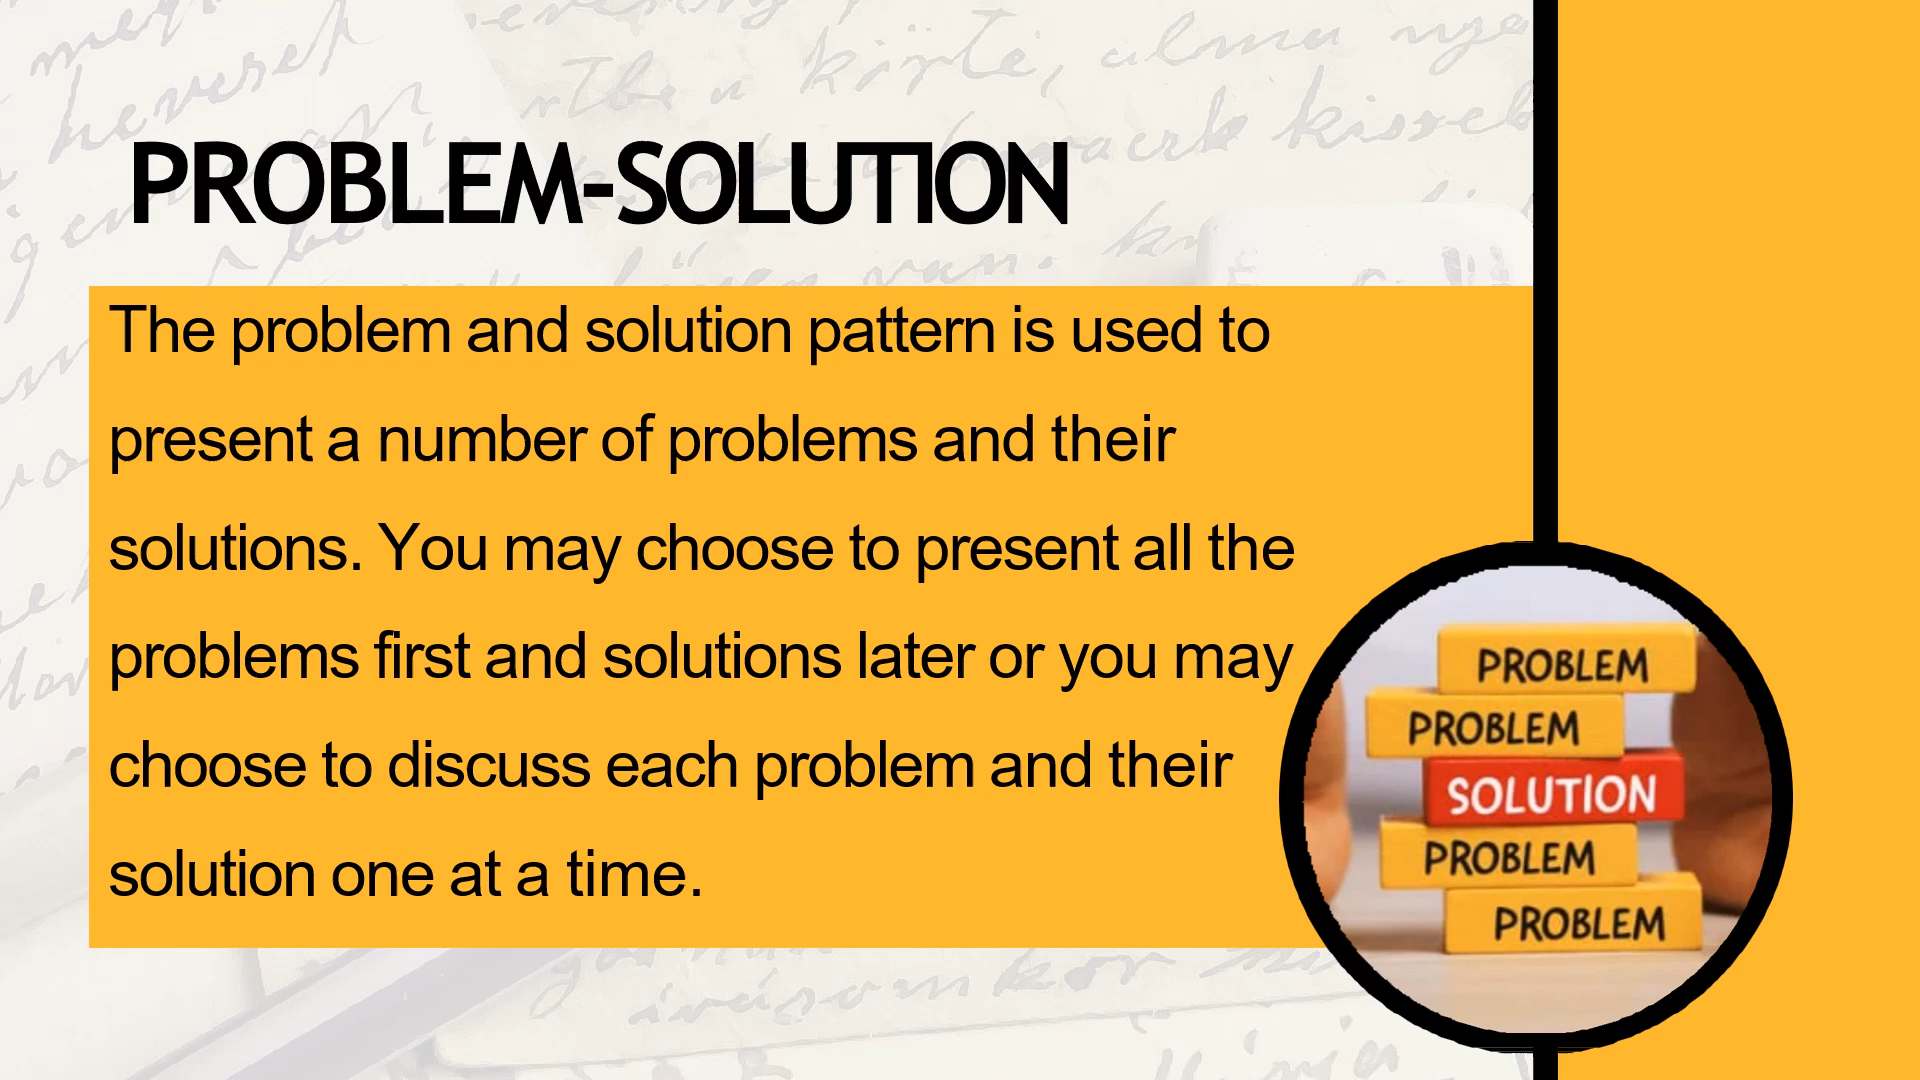 PROBLEM-SOLUTION
The problem and solution pattern is used to
present a number of problems and their
solutions. You may choose to present all the
problems first and solutions later or you may
choose to discuss each problem and their
solution one at a time.
PROBLEM
PROBLEM
SOLUTION
PROBLEM
PROBLEM